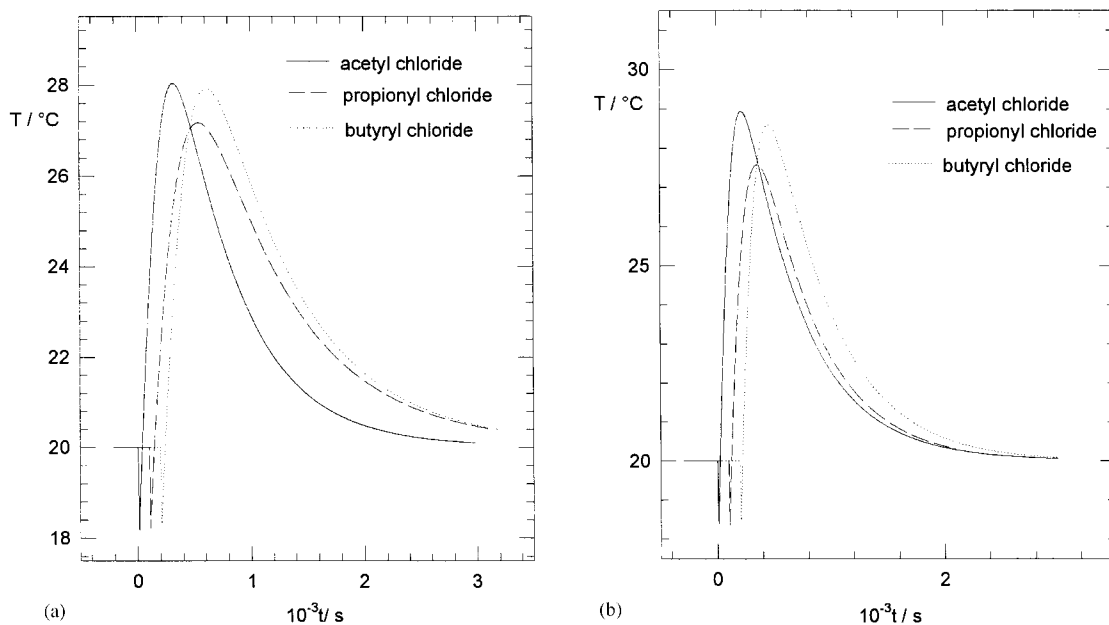 28
T / °C
26
24
22
20
18
acetyl chloride
propionyl chloride
butyryl chloride
0
1
2
3
(a)
10⁻³t/ s
30
T / °C
25
20
acetyl chloride
propionyl chloride
butyryl chloride
0
2
(b)
10⁻³t / s